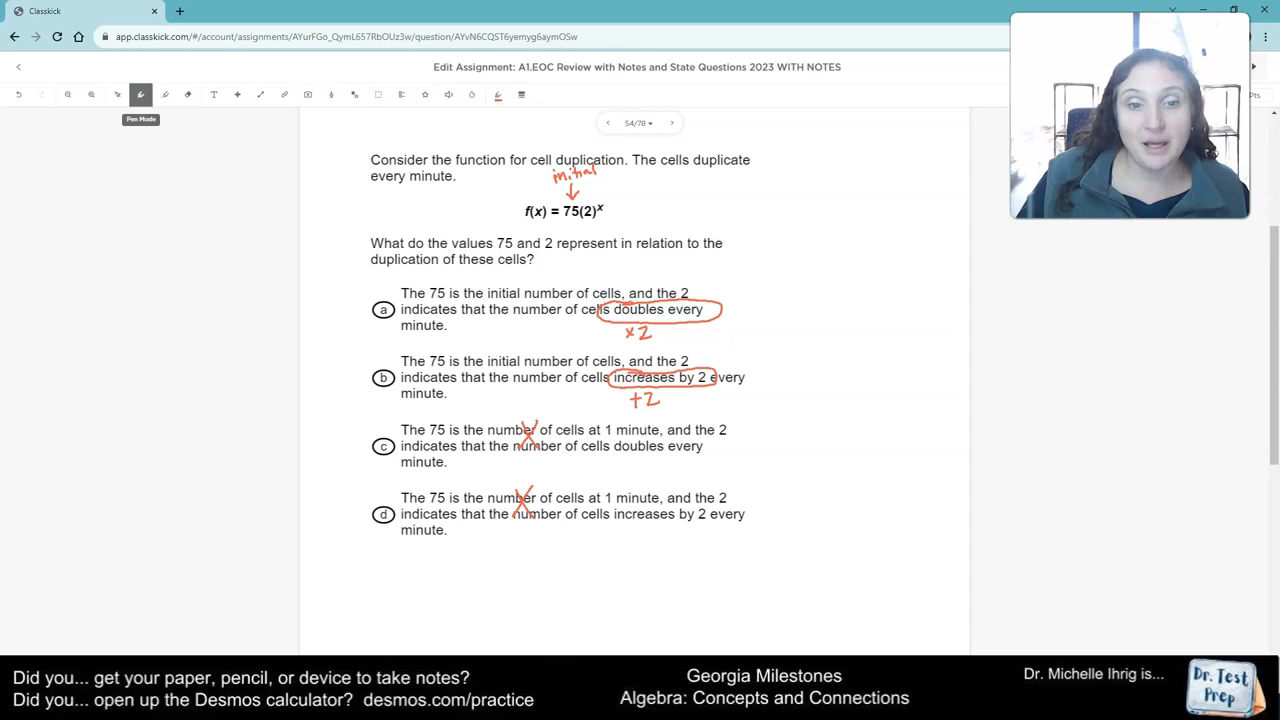 Classkick
app.classkick.com/#/account/assignments/AYurFGo_QymL657RbOUz3w/question/AYvN6CQST6yemyg6aymOSw
Edit Assignment: A1.EOC Review with Notes and State Questions 2023 WITH NOTES
Pts
Pen Mode
54/78
Consider the function for cell duplication. The cells duplicate
every minute.
initial
f(x) = 75(2)^x
What do the values 75 and 2 represent in relation to the
duplication of these cells?
The 75 is the initial number of cells, and the 2
a indicates that the number of cells doubles every
minute.
×2
The 75 is the initial number of cells, and the 2
b indicates that the number of cells increases by 2 every
minute.
+2
The 75 is the number of cells at 1 minute, and the 2
c indicates that the number of cells doubles every
minute.
The 75 is the number of cells at 1 minute, and the 2
d indicates that the number of cells increases by 2 every
minute.
Did you... get your paper, pencil, or device to take notes?
Did you... open up the Desmos calculator? desmos.com/practice
Georgia Milestones
Algebra: Concepts and Connections
Dr. Michelle Ihrig is...
Dr. Test
Prep